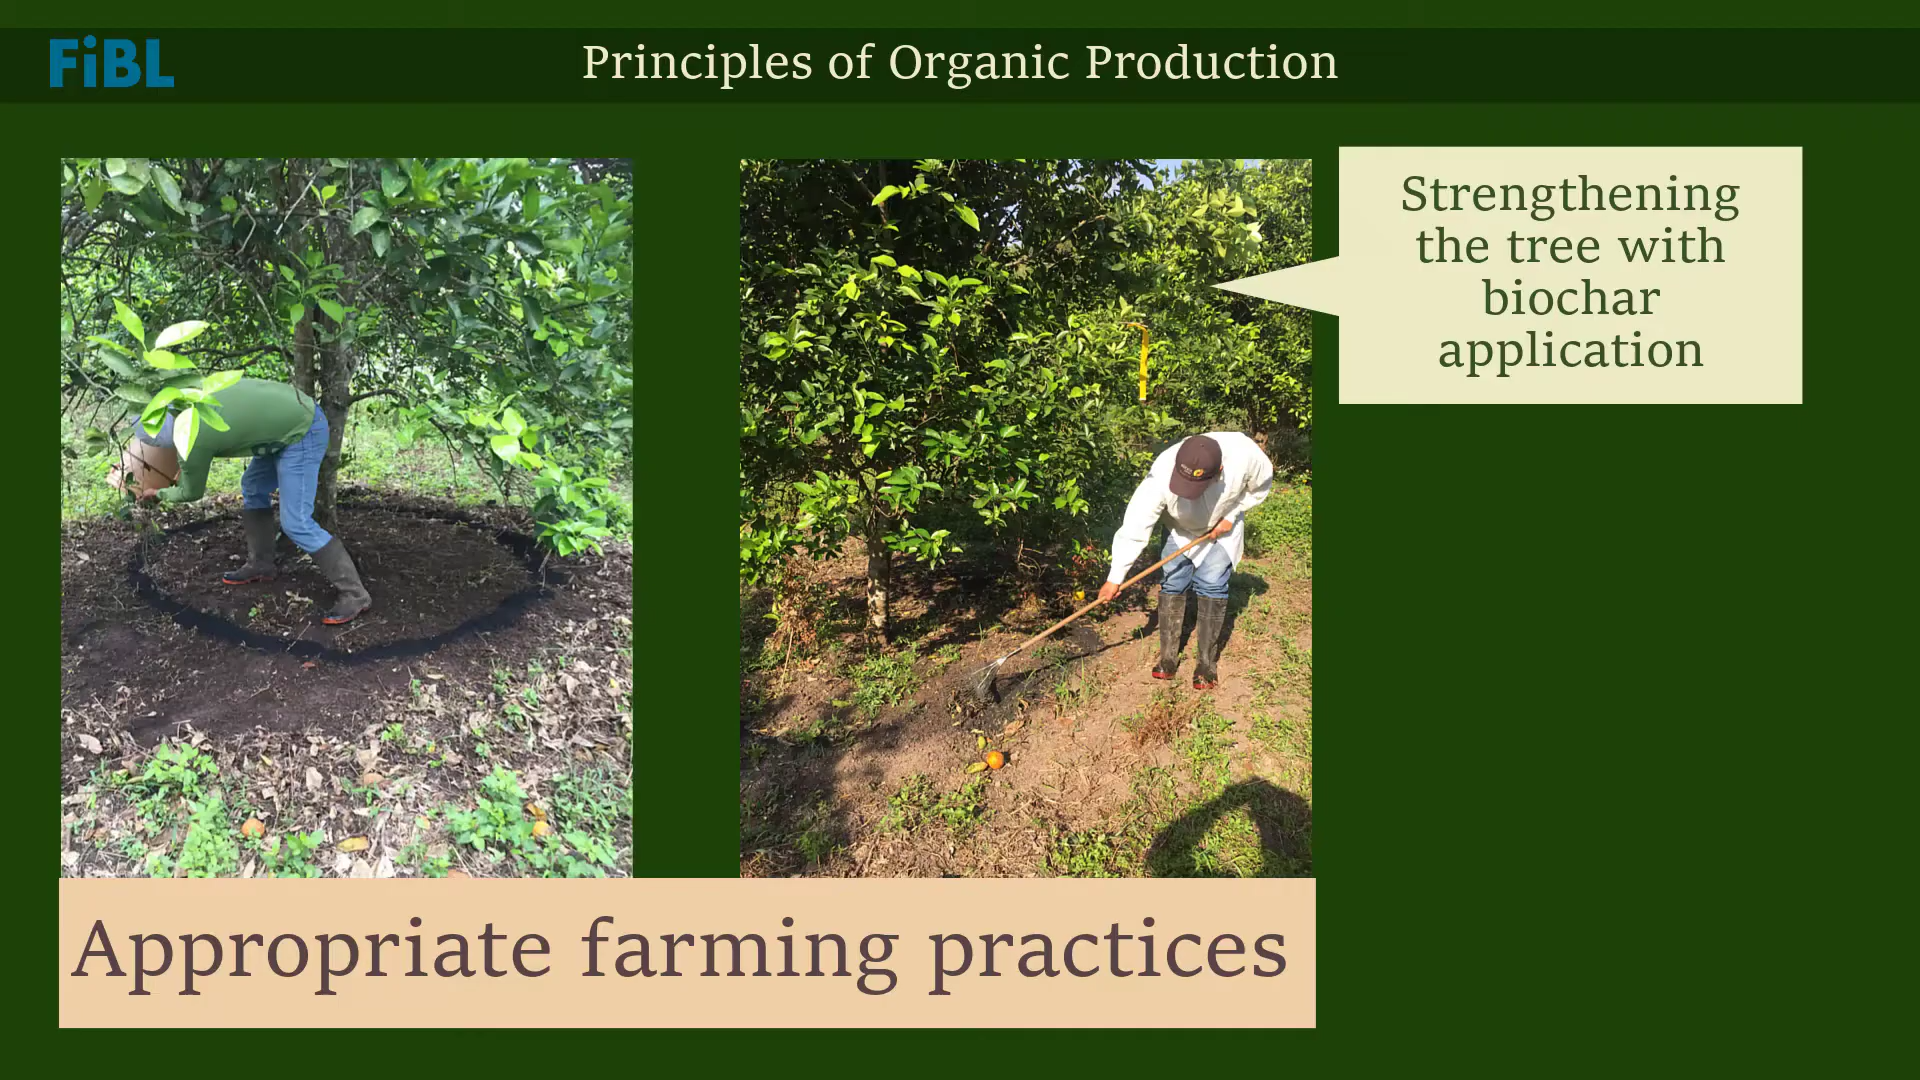 FiBL
Principles of Organic Production
Strengthening
the tree with
biochar
application
Appropriate farming practices